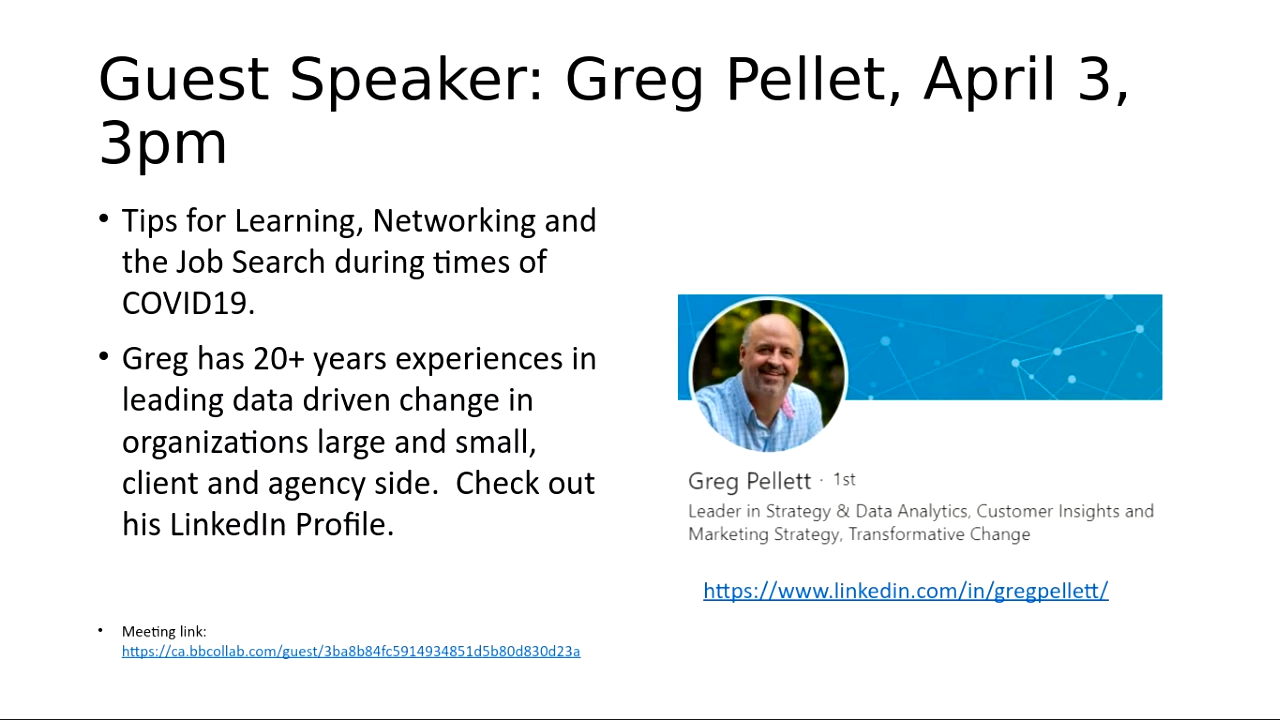 Guest Speaker: Greg Pellet, April 3,
3pm
• Tips for Learning, Networking and
the Job Search during times of
COVID19.
• Greg has 20+ years experiences in
leading data driven change in
organizations large and small,
client and agency side.  Check out
his LinkedIn Profile.
• Meeting link:
https://ca.bbcollab.com/guest/3ba8b84fc5914934851d5b80d830d23a
Greg Pellett · 1st
Leader in Strategy & Data Analytics, Customer Insights and
Marketing Strategy, Transformative Change
https://www.linkedin.com/in/gregpellett/